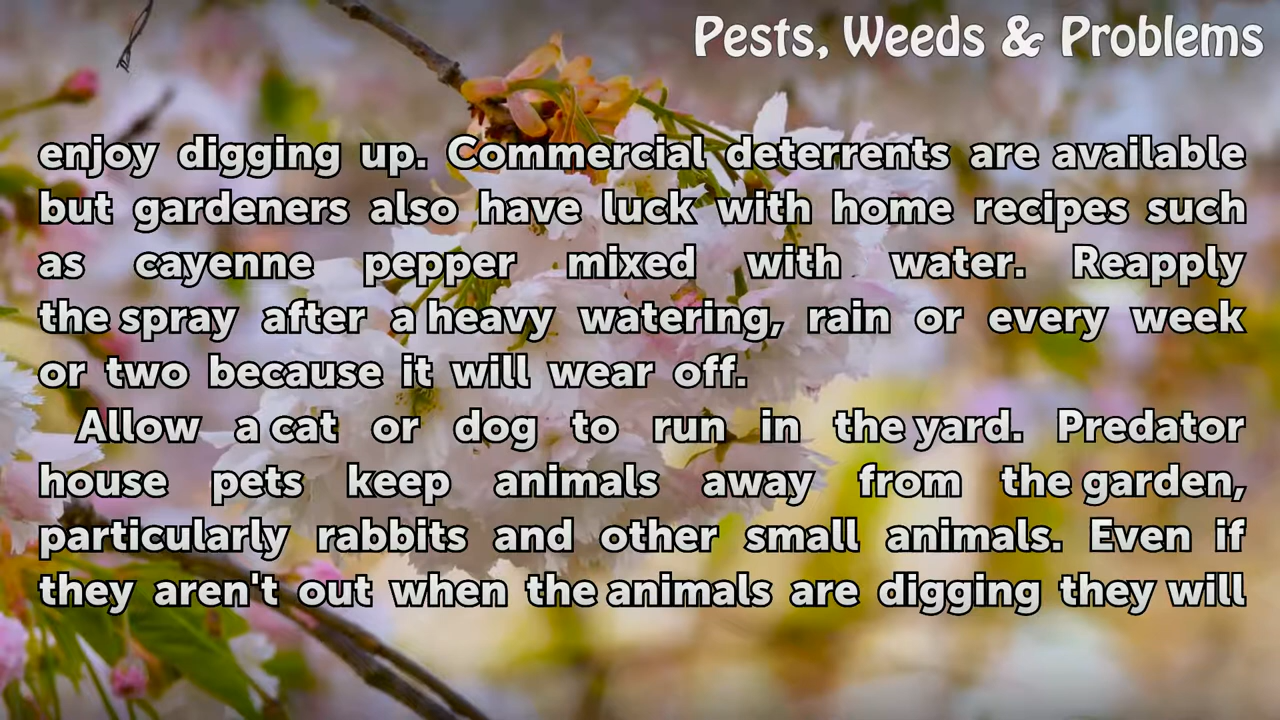 Pests, Weeds & Problems
enjoy digging up. Commercial deterrents are available
but gardeners also have luck with home recipes such
as cayenne pepper mixed with water. Reapply
the spray after a heavy watering, rain or every week
or two because it will wear off.
Allow a cat or dog to run in the yard. Predator
house pets keep animals away from the garden,
particularly rabbits and other small animals. Even if
they aren't out when the animals are digging they will